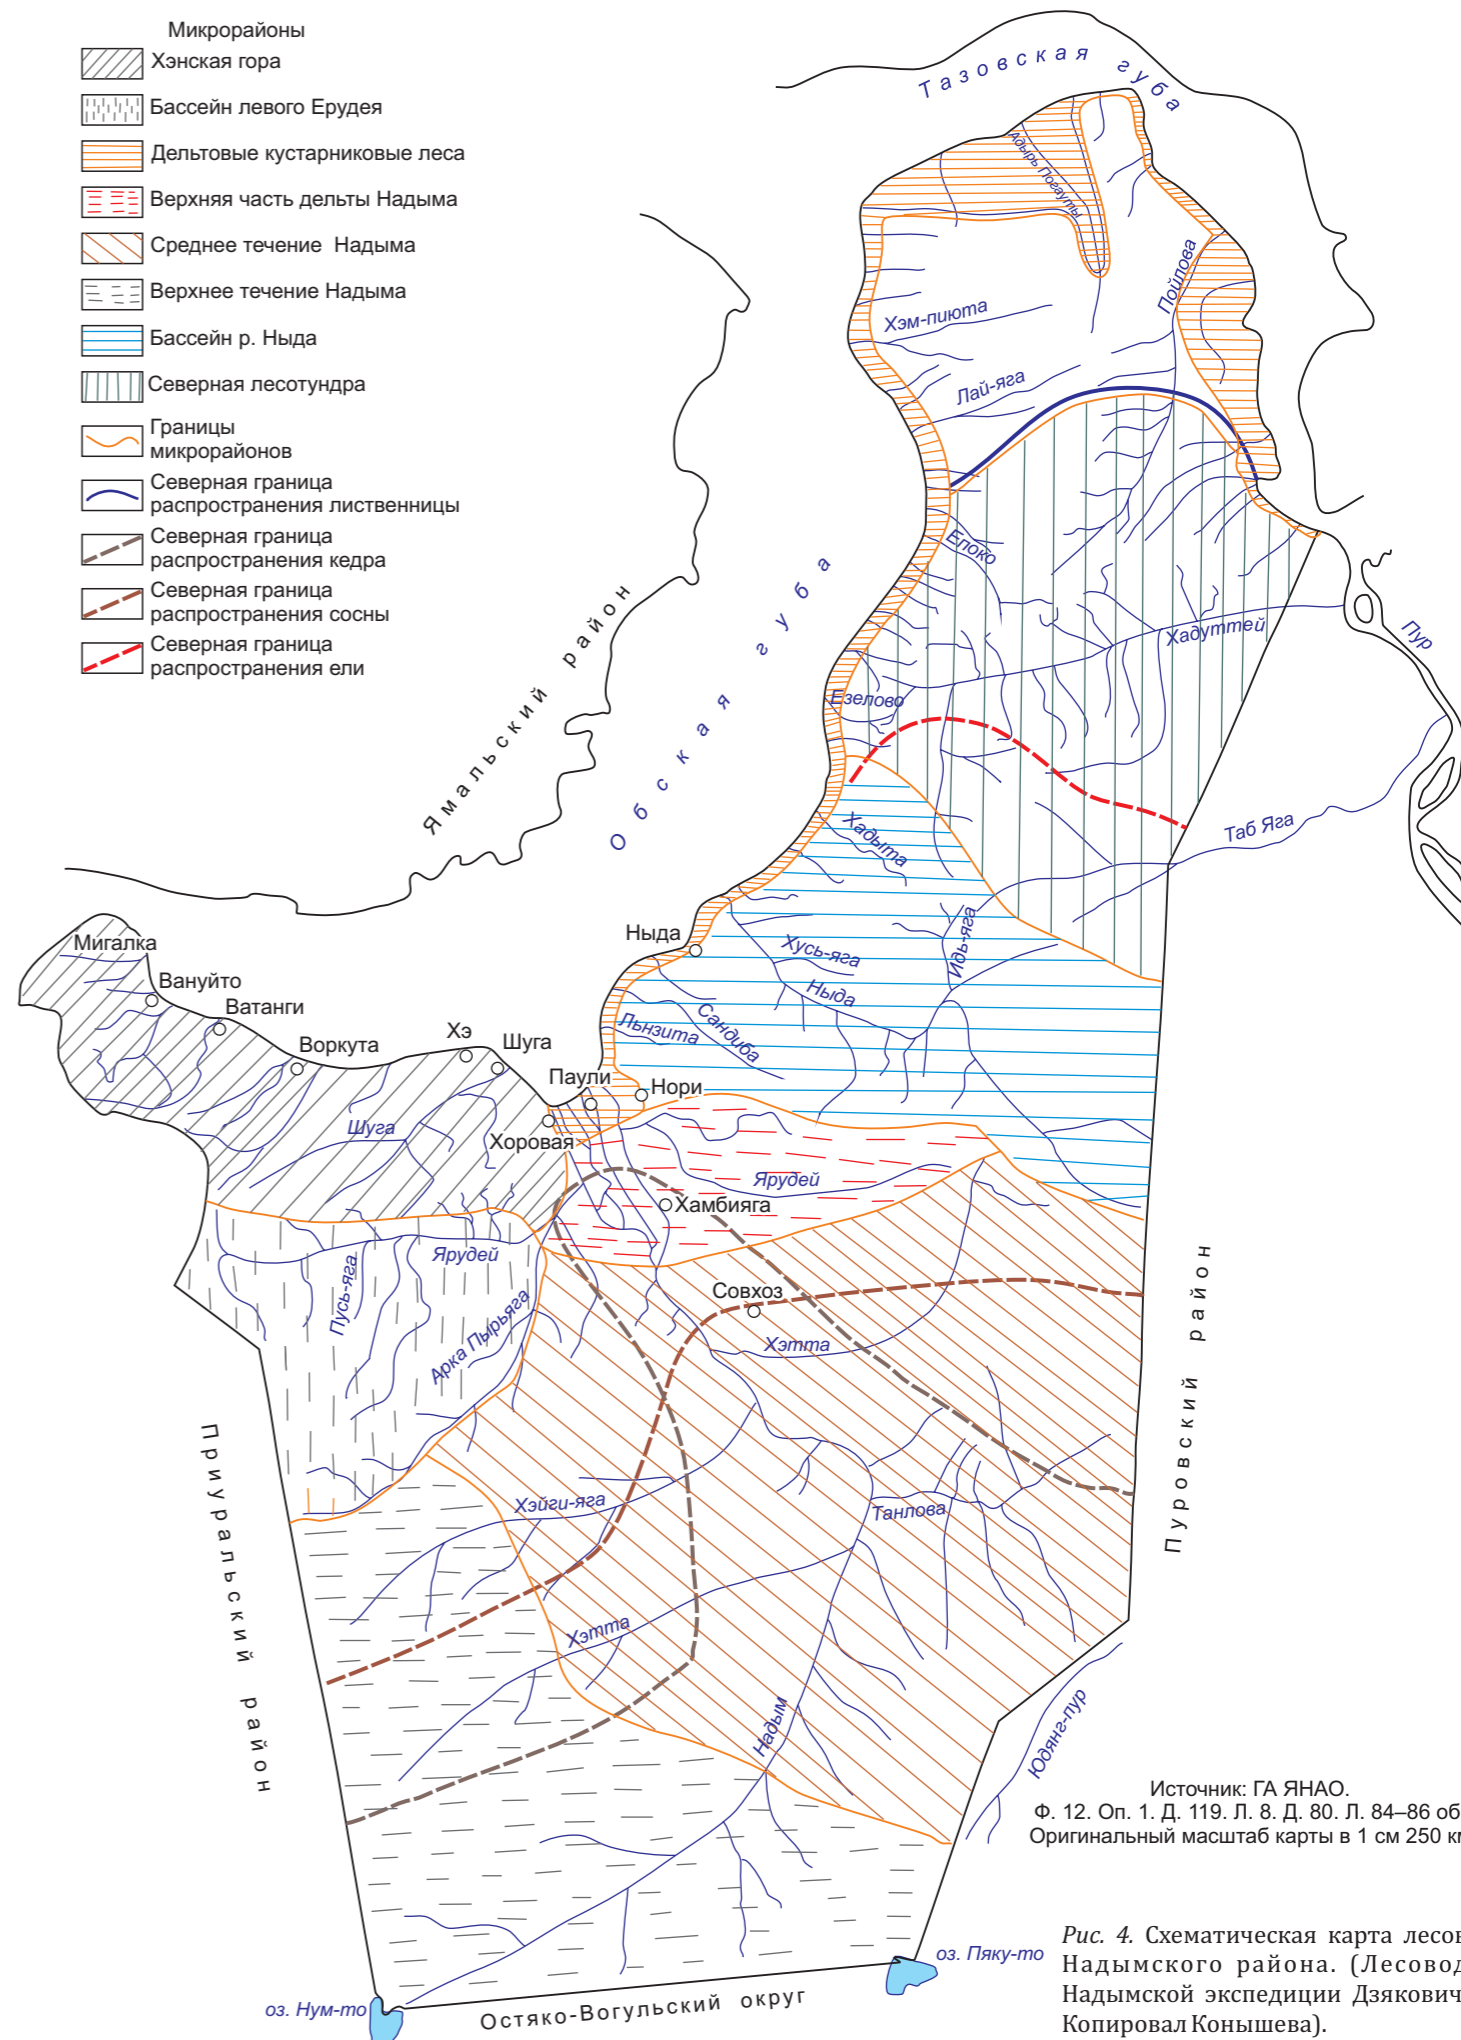 Микрорайоны
Хэнская гора
Бассейн левого Ерудея
Дельтовые кустарниковые леса
Верхняя часть дельты Надыма
Среднее течение Надыма
Верхнее течение Надыма
Бассейн р. Ныда
Северная лесотундра
Границы
микрорайонов
Северная граница
распространения лиственницы
Северная граница
распространения кедра
Северная граница
распространения сосны
Северная граница
распространения ели
Тазовская губа
Адырь Погауты
Пойлова
Хэм-пиюта
Лай-яга
Епоко
Хадуттей
Пур
Езелово
Ямальский район
Обская губа
Хадыта
Таб Яга
Идь-яга
Ныда
Хусь-яга
Ныда
Сандиба
Льнзита
Мигалка
Вануйто
Ватанги
Воркута
Хэ
Шуга
Паули
Нори
Хоровая
Шуга
Ярудей
Хамбияга
Ярудей
Пусь-яга
Арка Пырьяга
Совхоз
Хэтта
Пуровский район
Приуральский район
Хэйги-яга
Танлова
Хэтта
Надым
Юдянг-пур
Источник: ГА ЯНАО.
Ф. 12. Оп. 1. Д. 119. Л. 8. Д. 80. Л. 84–86 об
Оригинальный масштаб карты в 1 см 250 км
оз. Пяку-то
оз. Нум-то
Остяко-Вогульский округ
Рис. 4. Схематическая карта лесов
Надымского района. (Лесовод
Надымской экспедиции Дзякович
Копировал Конышева).